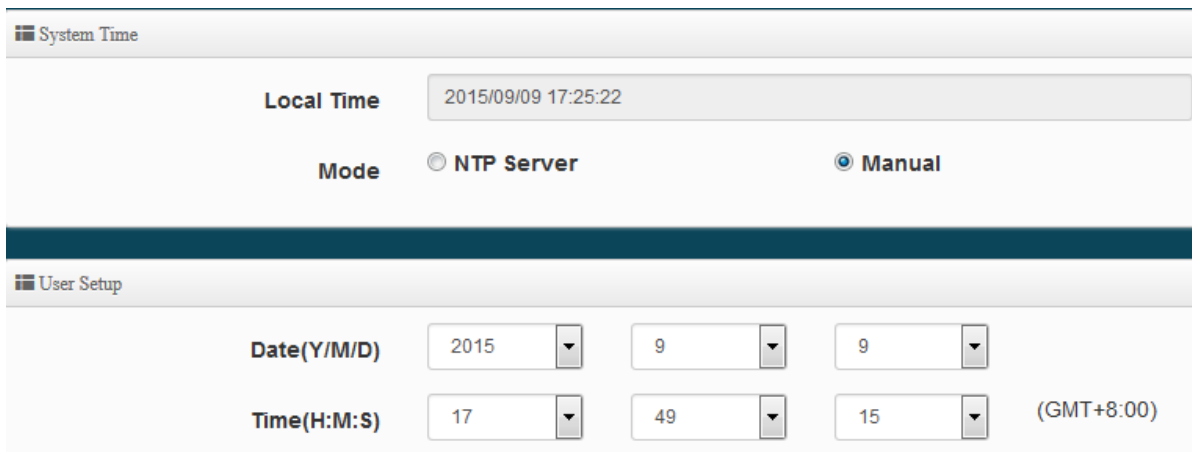 System Time
Local Time 2015/09/09 17:25:22
Mode NTP Server Manual
User Setup
Date(Y/M/D) 2015 9 9
Time(H:M:S) 17 49 15 (GMT+8:00)